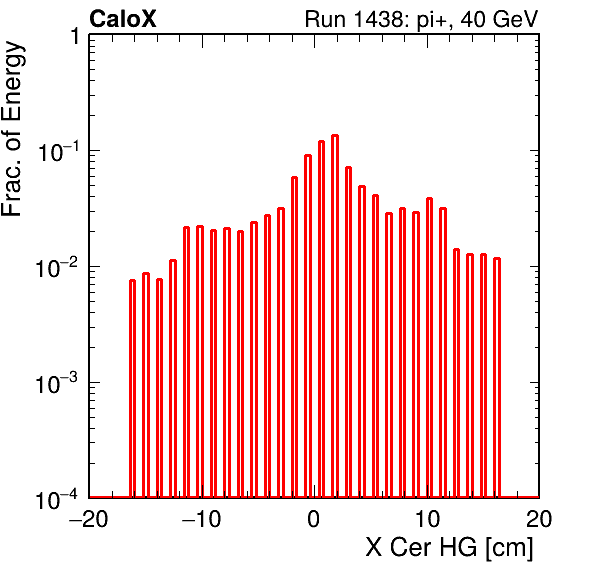 CaloX Run 1438: pi+, 40 GeV
Frac. of Energy
1
10⁻¹
10⁻²
10⁻³
10⁻⁴
−20 −10 0 10 20
X Cer HG [cm]